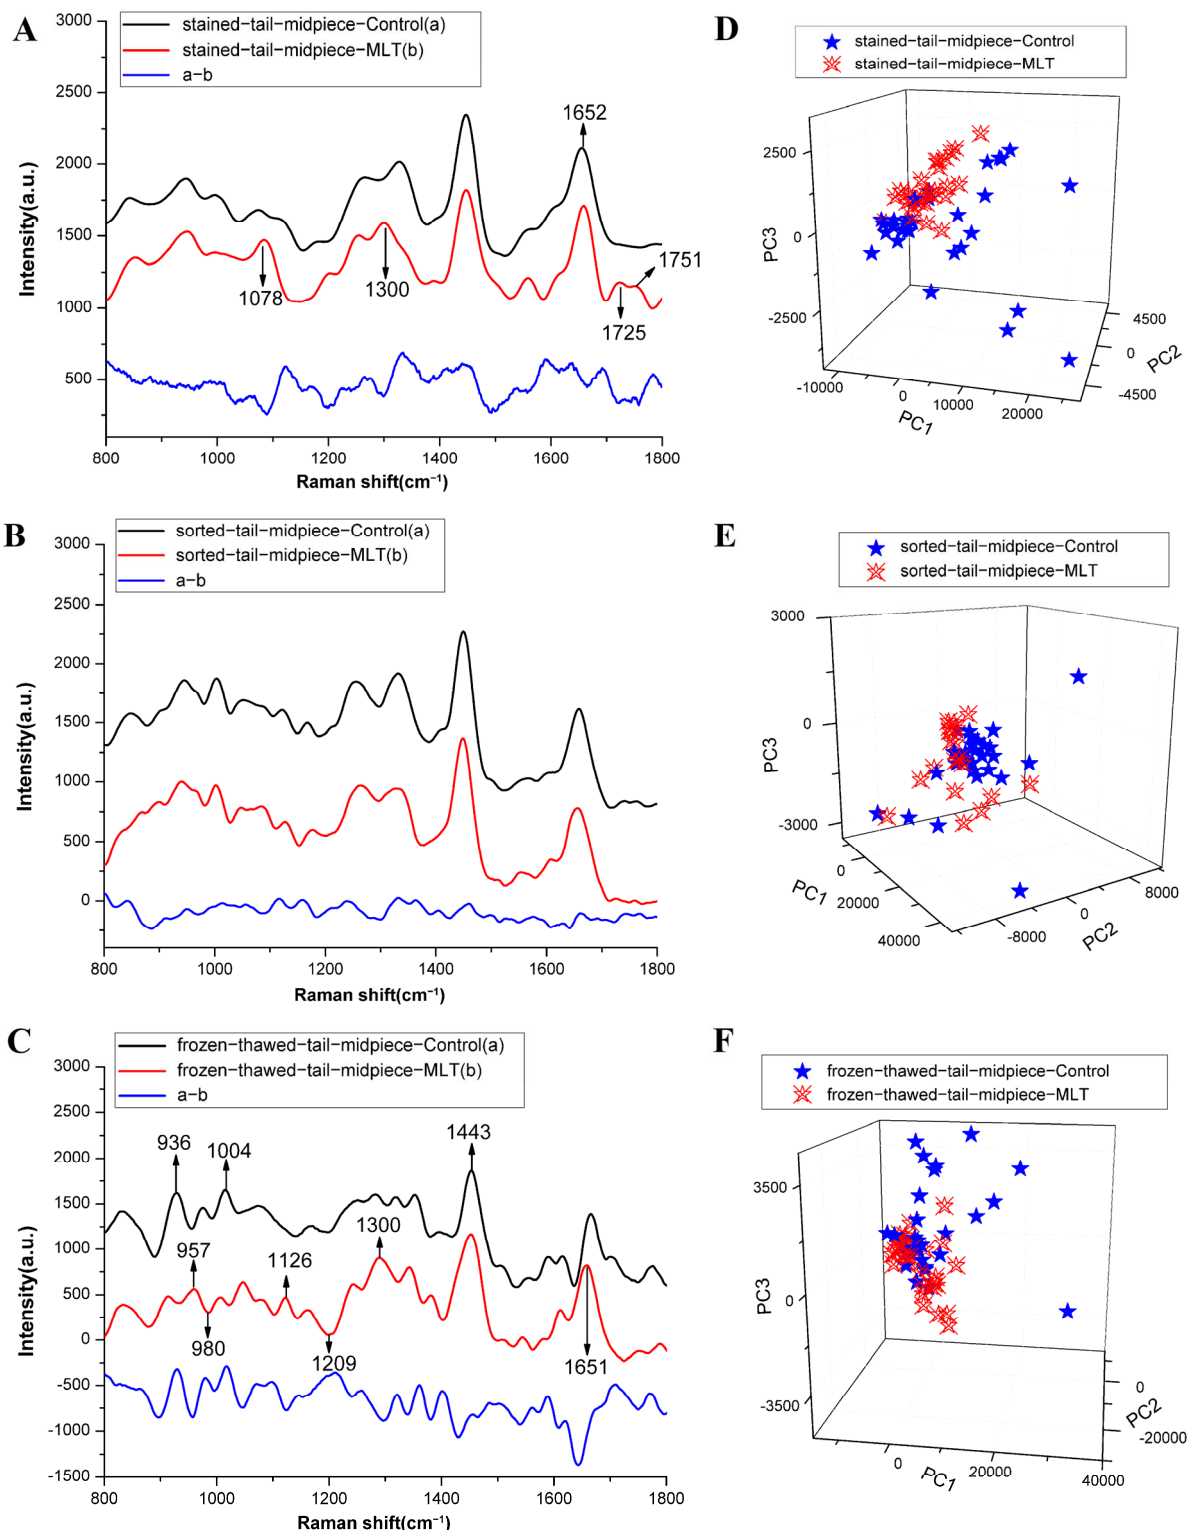 A
stained−tail−midpiece−Control(a)
stained−tail−midpiece−MLT(b)
a−b
3000
2500
2000
1500
1000
500
Intensity(a.u.)
1652
1751
1078
1300
1725
800 1000 1200 1400 1600 1800
Raman shift(cm⁻¹)
D
stained−tail−midpiece−Control
stained−tail−midpiece−MLT
2500
0
−2500
PC3
−10000 0 10000 20000
PC1
4500
0
−4500
PC2
B
sorted−tail−midpiece−Control(a)
sorted−tail−midpiece−MLT(b)
a−b
3000
2500
2000
1500
1000
500
0
Intensity(a.u.)
800 1000 1200 1400 1600 1800
Raman shift(cm⁻¹)
E
sorted−tail−midpiece−Control
sorted−tail−midpiece−MLT
3000
0
−3000
PC3
0
20000
40000
PC1
−8000
0
8000
PC2
C
frozen−thawed−tail−midpiece−Control(a)
frozen−thawed−tail−midpiece−MLT(b)
a−b
3000
2500
2000
1500
1000
500
0
−500
−1000
−1500
Intensity(a.u.)
936
1004
1443
957
1126
1300
980
1209
1651
800 1000 1200 1400 1600 1800
Raman shift(cm⁻¹)
F
frozen−thawed−tail−midpiece−Control
frozen−thawed−tail−midpiece−MLT
3500
0
−3500
PC3
0 20000 40000
PC1
0
−20000
PC2